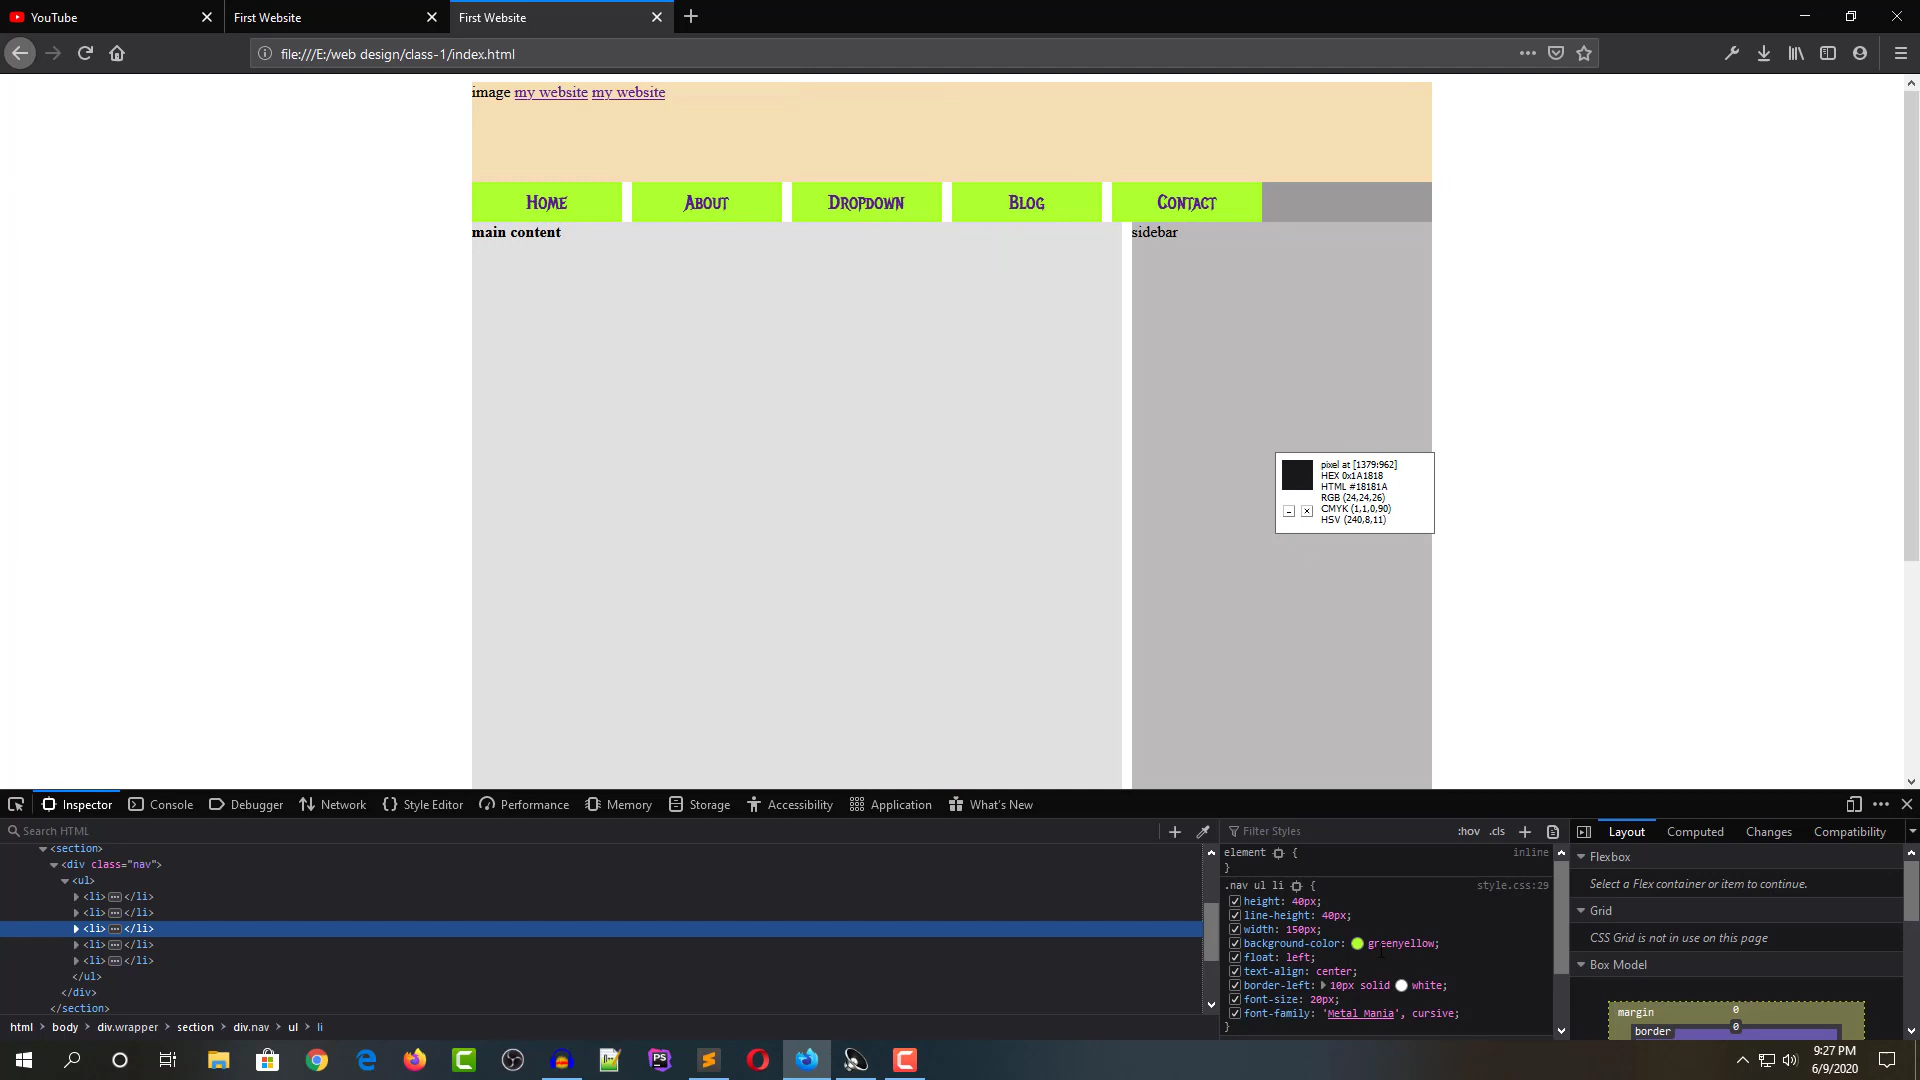 YouTube
First Website
First Website
file:///E:/web design/class-1/index.html
image my website my website
Home
About
Dropdown
Blog
Contact
main content
sidebar
pixel at [1379:962]
HEX 0x1A1818
HTML #18181A
RGB (24,24,26)
CMYK (1,1,0,90)
HSV (240,8,11)
Inspector
Console
Debugger
Network
Style Editor
Performance
Memory
Storage
Accessibility
Application
What's New
Search HTML
<section>
<div class="nav">
<ul>
<li> </li>
<li> </li>
<li> </li>
<li> </li>
<li> </li>
</ul>
</div>
</section>
html > body > div.wrapper > section > div.nav > ul > li
Filter Styles
:hov .cls
element { inline
}
.nav ul li { style.css:29
height: 40px;
line-height: 40px;
width: 150px;
background-color: greenyellow;
float: left;
text-align: center;
border-left: 10px solid white;
font-size: 20px;
font-family: 'Metal Mania', cursive;
}
Layout
Computed
Changes
Compatibility
Flexbox
Select a Flex container or item to continue.
Grid
CSS Grid is not in use on this page
Box Model
margin 0
border 0
9:27 PM
6/9/2020